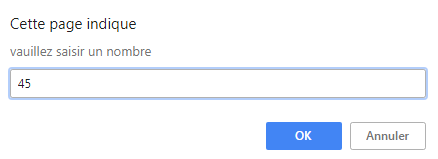 Cette page indique
vauillez saisir un nombre
45
OK
Annuler